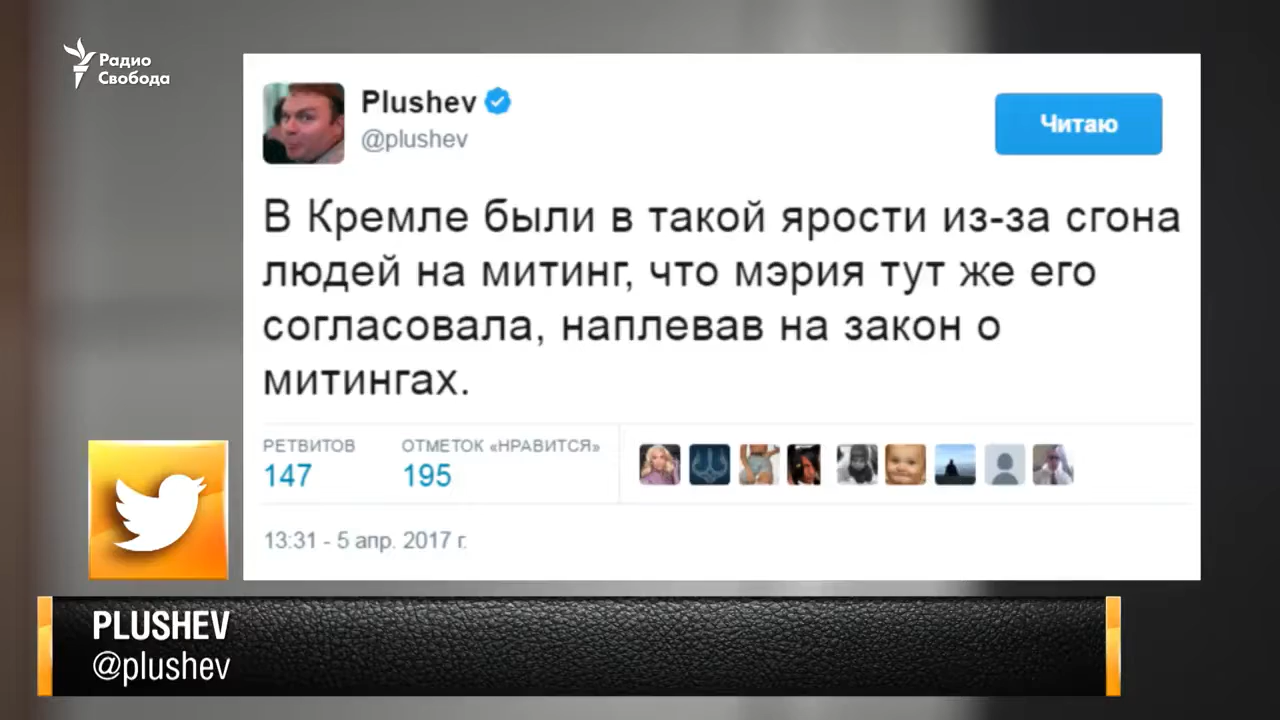 Радио
Свобода
Plushev
@plushev
Читаю
В Кремле были в такой ярости из-за сгона
людей на митинг, что мэрия тут же его
согласовала, наплевав на закон о
митингах.
РЕТВИТОВ
147
ОТМЕТОК «НРАВИТСЯ»
195
13:31 - 5 апр. 2017 г.
PLUSHEV
@plushev